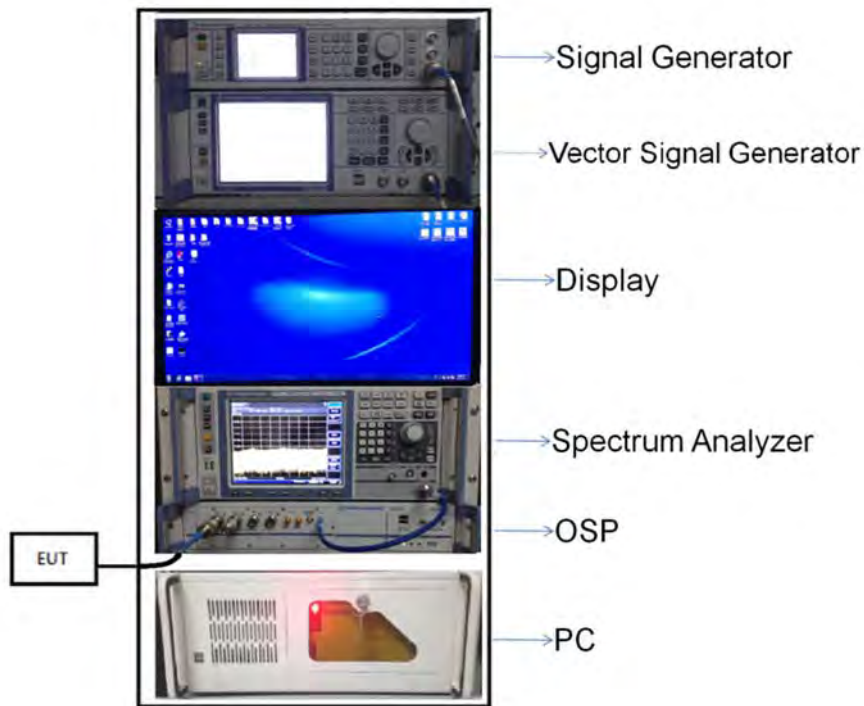 Signal Generator
Vector Signal Generator
Display
Spectrum Analyzer
OSP
EUT
PC